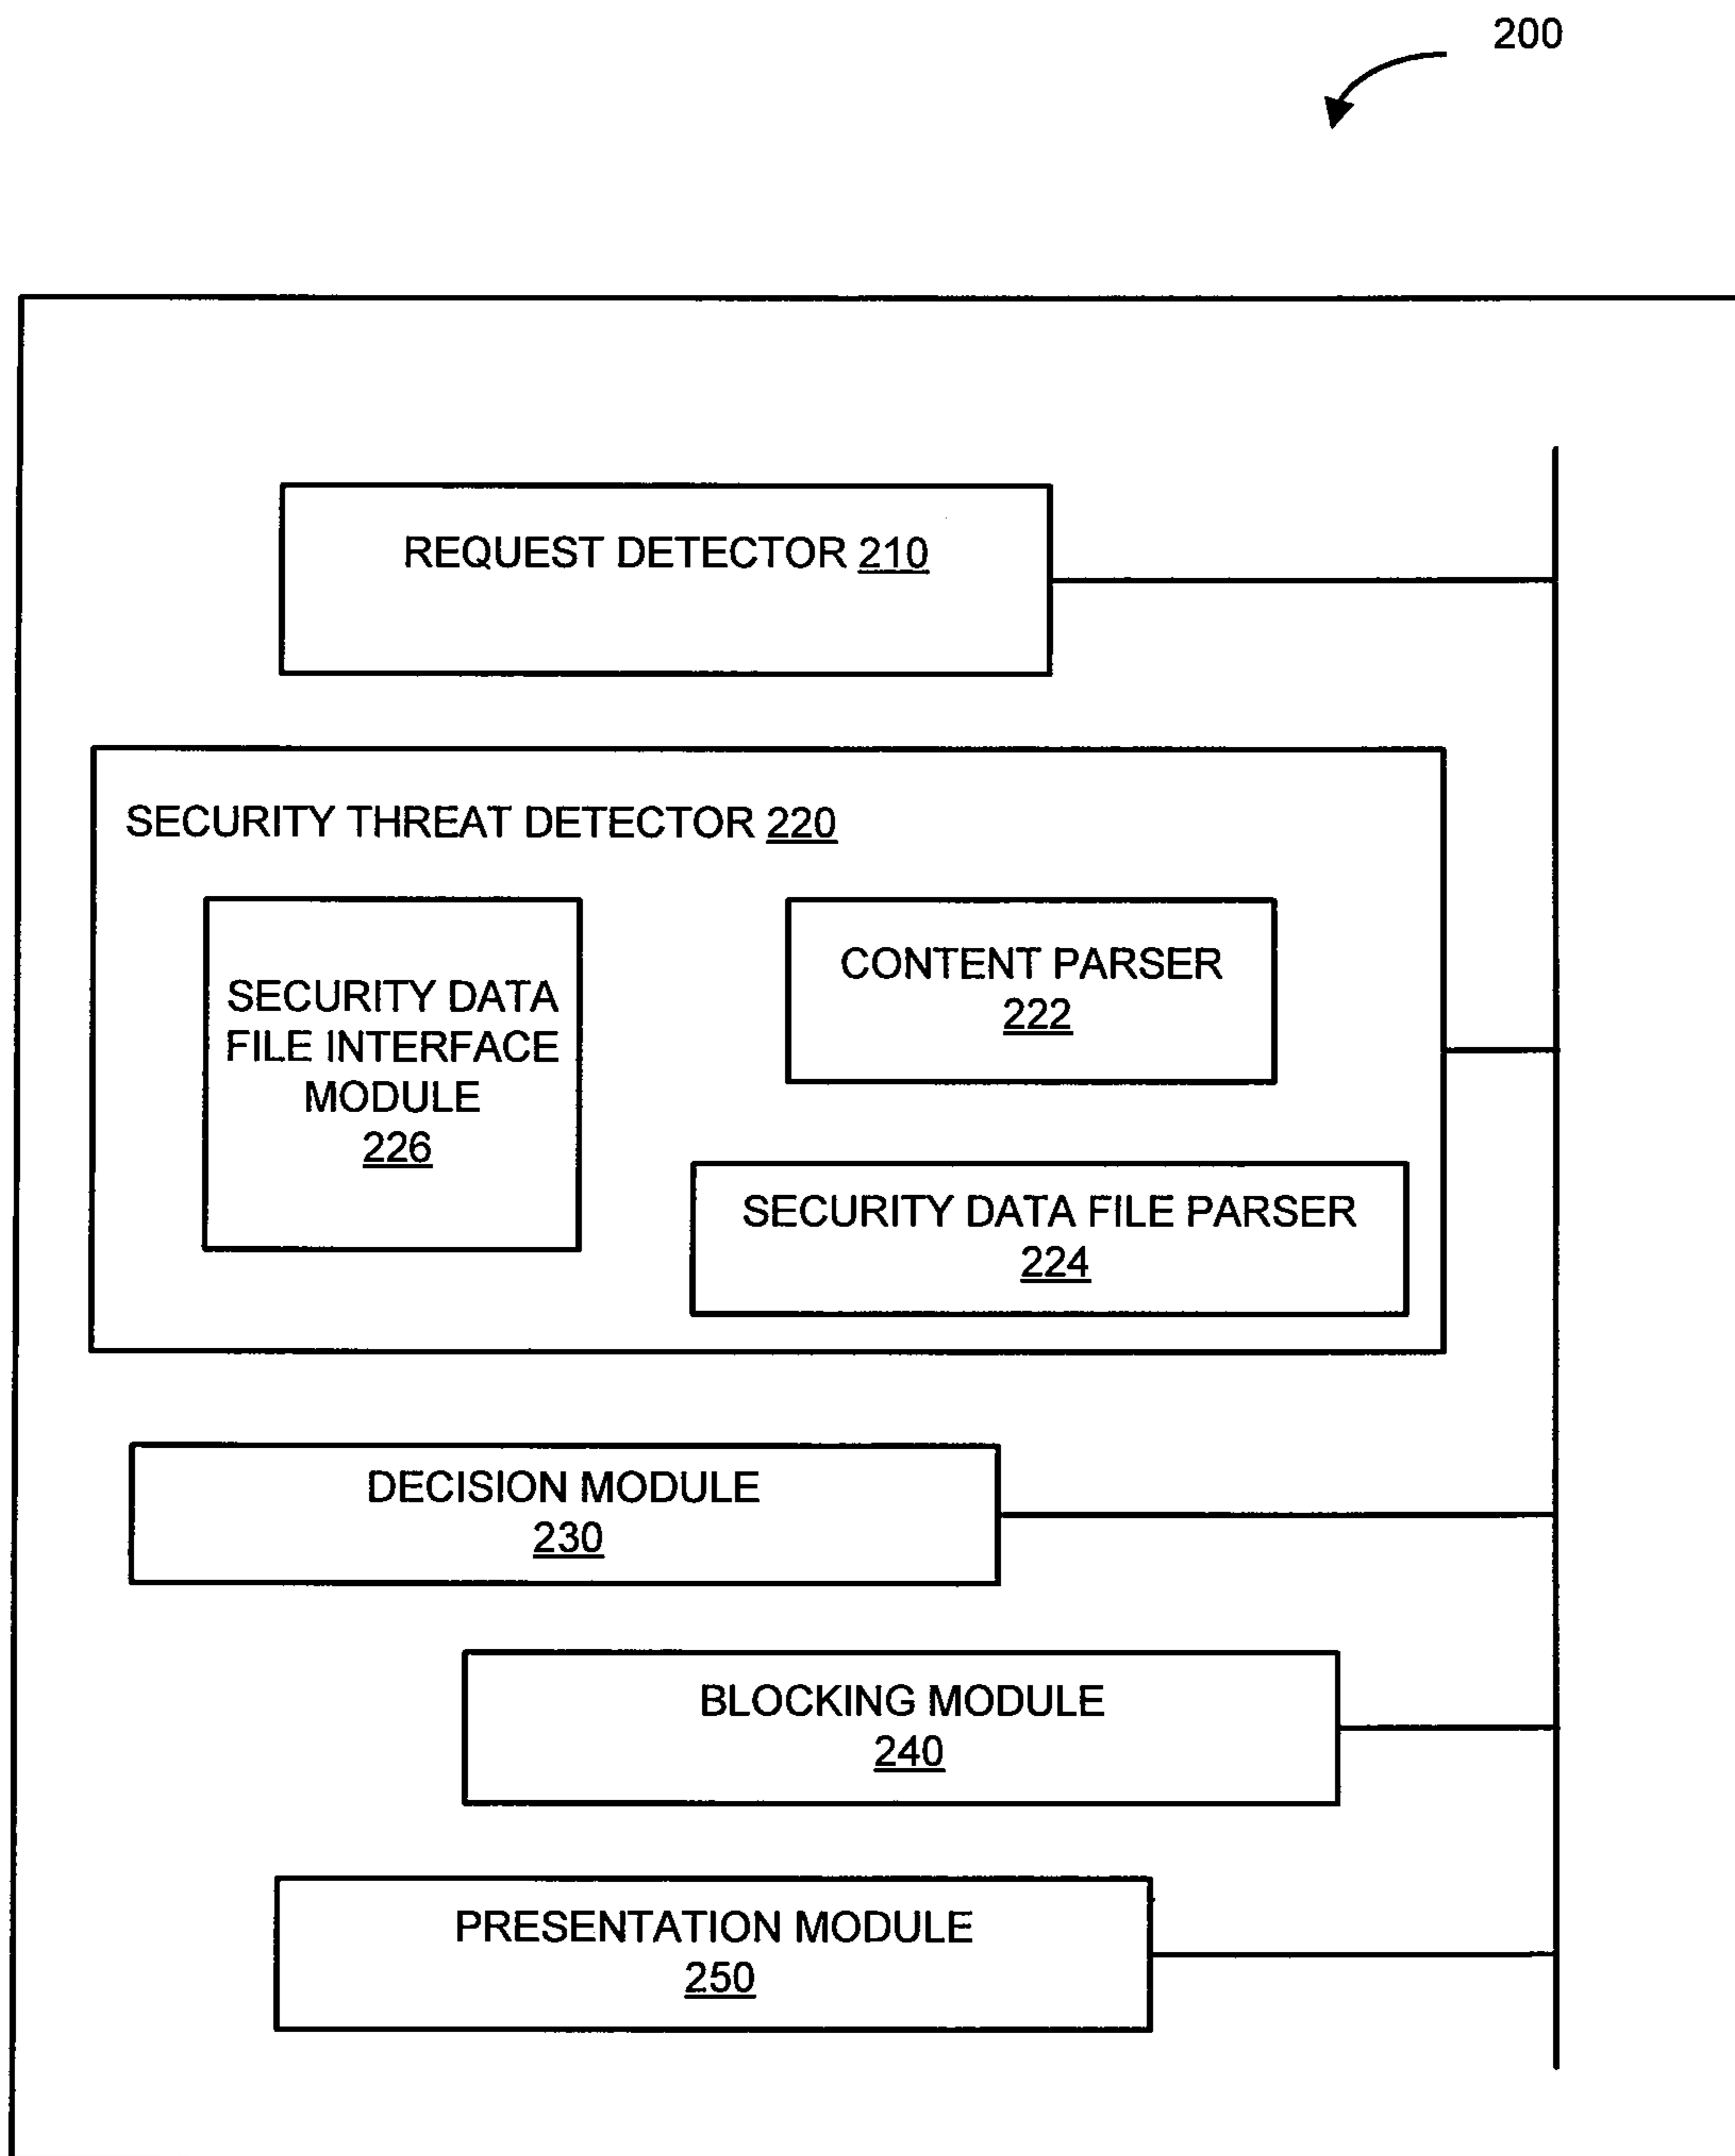 200
REQUEST DETECTOR 210
SECURITY THREAT DETECTOR 220
SECURITY DATA
FILE INTERFACE
MODULE
226
CONTENT PARSER
222
SECURITY DATA FILE PARSER
224
DECISION MODULE
230
BLOCKING MODULE
240
PRESENTATION MODULE
250